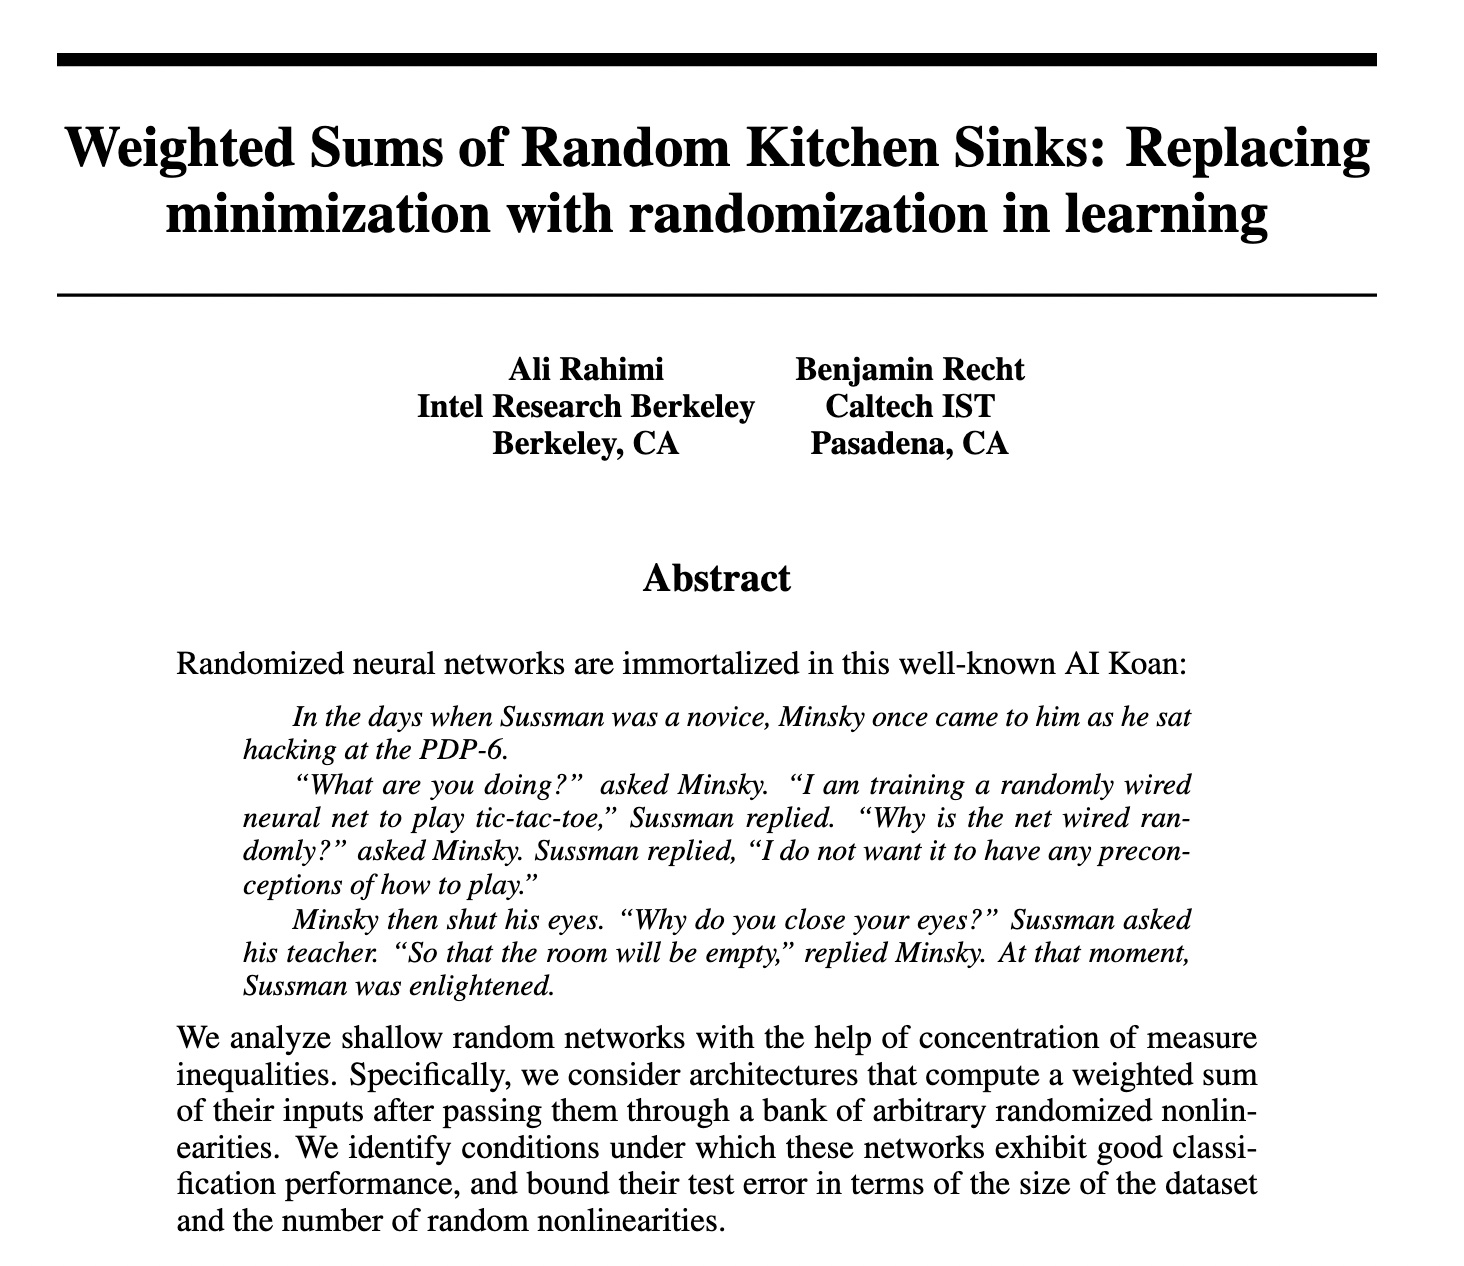 Weighted Sums of Random Kitchen Sinks: Replacing
minimization with randomization in learning
Ali Rahimi
Intel Research Berkeley
Berkeley, CA
Benjamin Recht
Caltech IST
Pasadena, CA
Abstract
Randomized neural networks are immortalized in this well-known AI Koan:
In the days when Sussman was a novice, Minsky once came to him as he sat
hacking at the PDP-6.
“What are you doing?” asked Minsky. “I am training a randomly wired
neural net to play tic-tac-toe,” Sussman replied. “Why is the net wired ran-
domly?” asked Minsky. Sussman replied, “I do not want it to have any precon-
ceptions of how to play.”
Minsky then shut his eyes. “Why do you close your eyes?” Sussman asked
his teacher. “So that the room will be empty,” replied Minsky. At that moment,
Sussman was enlightened.
We analyze shallow random networks with the help of concentration of measure
inequalities. Specifically, we consider architectures that compute a weighted sum
of their inputs after passing them through a bank of arbitrary randomized nonlin-
earities. We identify conditions under which these networks exhibit good classi-
fication performance, and bound their test error in terms of the size of the dataset
and the number of random nonlinearities.